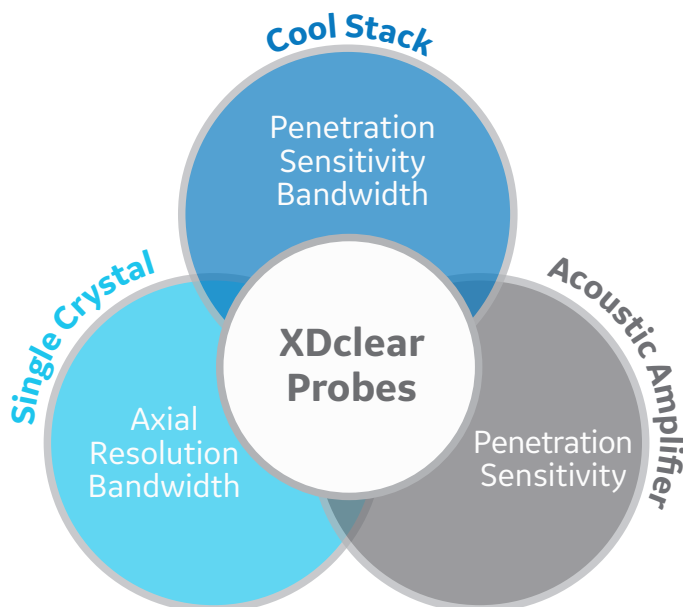 Cool Stack
Penetration
Sensitivity
Bandwidth
Single Crystal
Acoustic Amplifier
XDclear
Probes
Axial
Resolution
Bandwidth
Penetration
Sensitivity